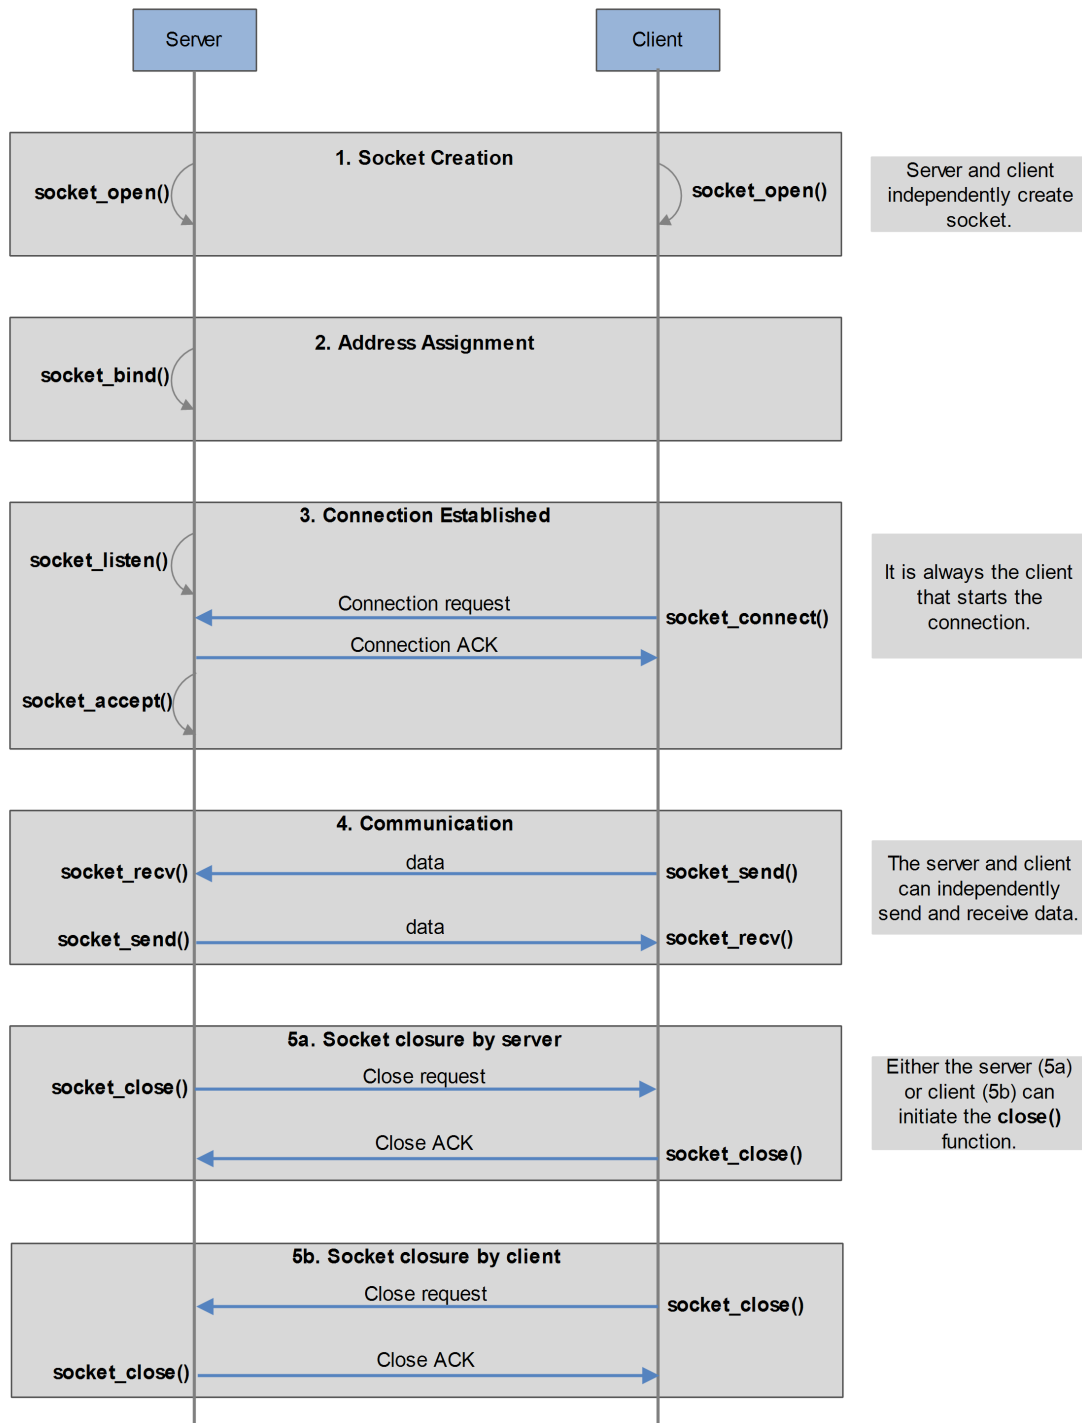 Server
Client
1. Socket Creation
socket_open()
socket_open()
Server and client
independently create
socket.
2. Address Assignment
socket_bind()
3. Connection Established
socket_listen()
Connection request
socket_connect()
Connection ACK
socket_accept()
It is always the client
that starts the
connection.
4. Communication
socket_recv()
data
socket_send()
socket_send()
data
socket_recv()
The server and client
can independently
send and receive data.
5a. Socket closure by server
socket_close()
Close request
Close ACK
socket_close()
Either the server (5a)
or client (5b) can
initiate the close()
function.
5b. Socket closure by client
Close request
socket_close()
socket_close()
Close ACK